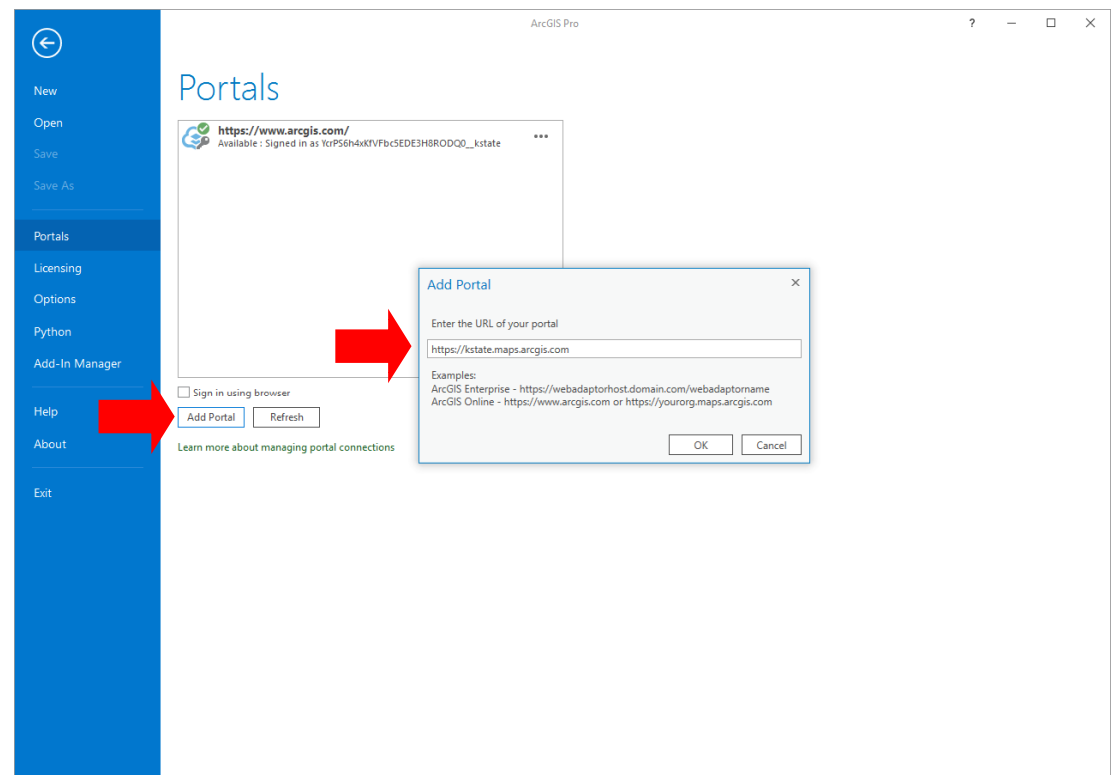 ArcGIS Pro
?
New
Open
Save
Save As
Portals
Licensing
Options
Python
Add-In Manager
Help
About
Exit
Portals
https://www.arcgis.com/
Available : Signed in as YcrPS6h4xKfVFbc5EDE3H8RODQ0__kstate
Sign in using browser
Add Portal
Refresh
Learn more about managing portal connections
Add Portal
Enter the URL of your portal
https://kstate.maps.arcgis.com
Examples:
ArcGIS Enterprise - https://webadaptorhost.domain.com/webadaptorname
ArcGIS Online - https://www.arcgis.com or https://yourorg.maps.arcgis.com
OK
Cancel